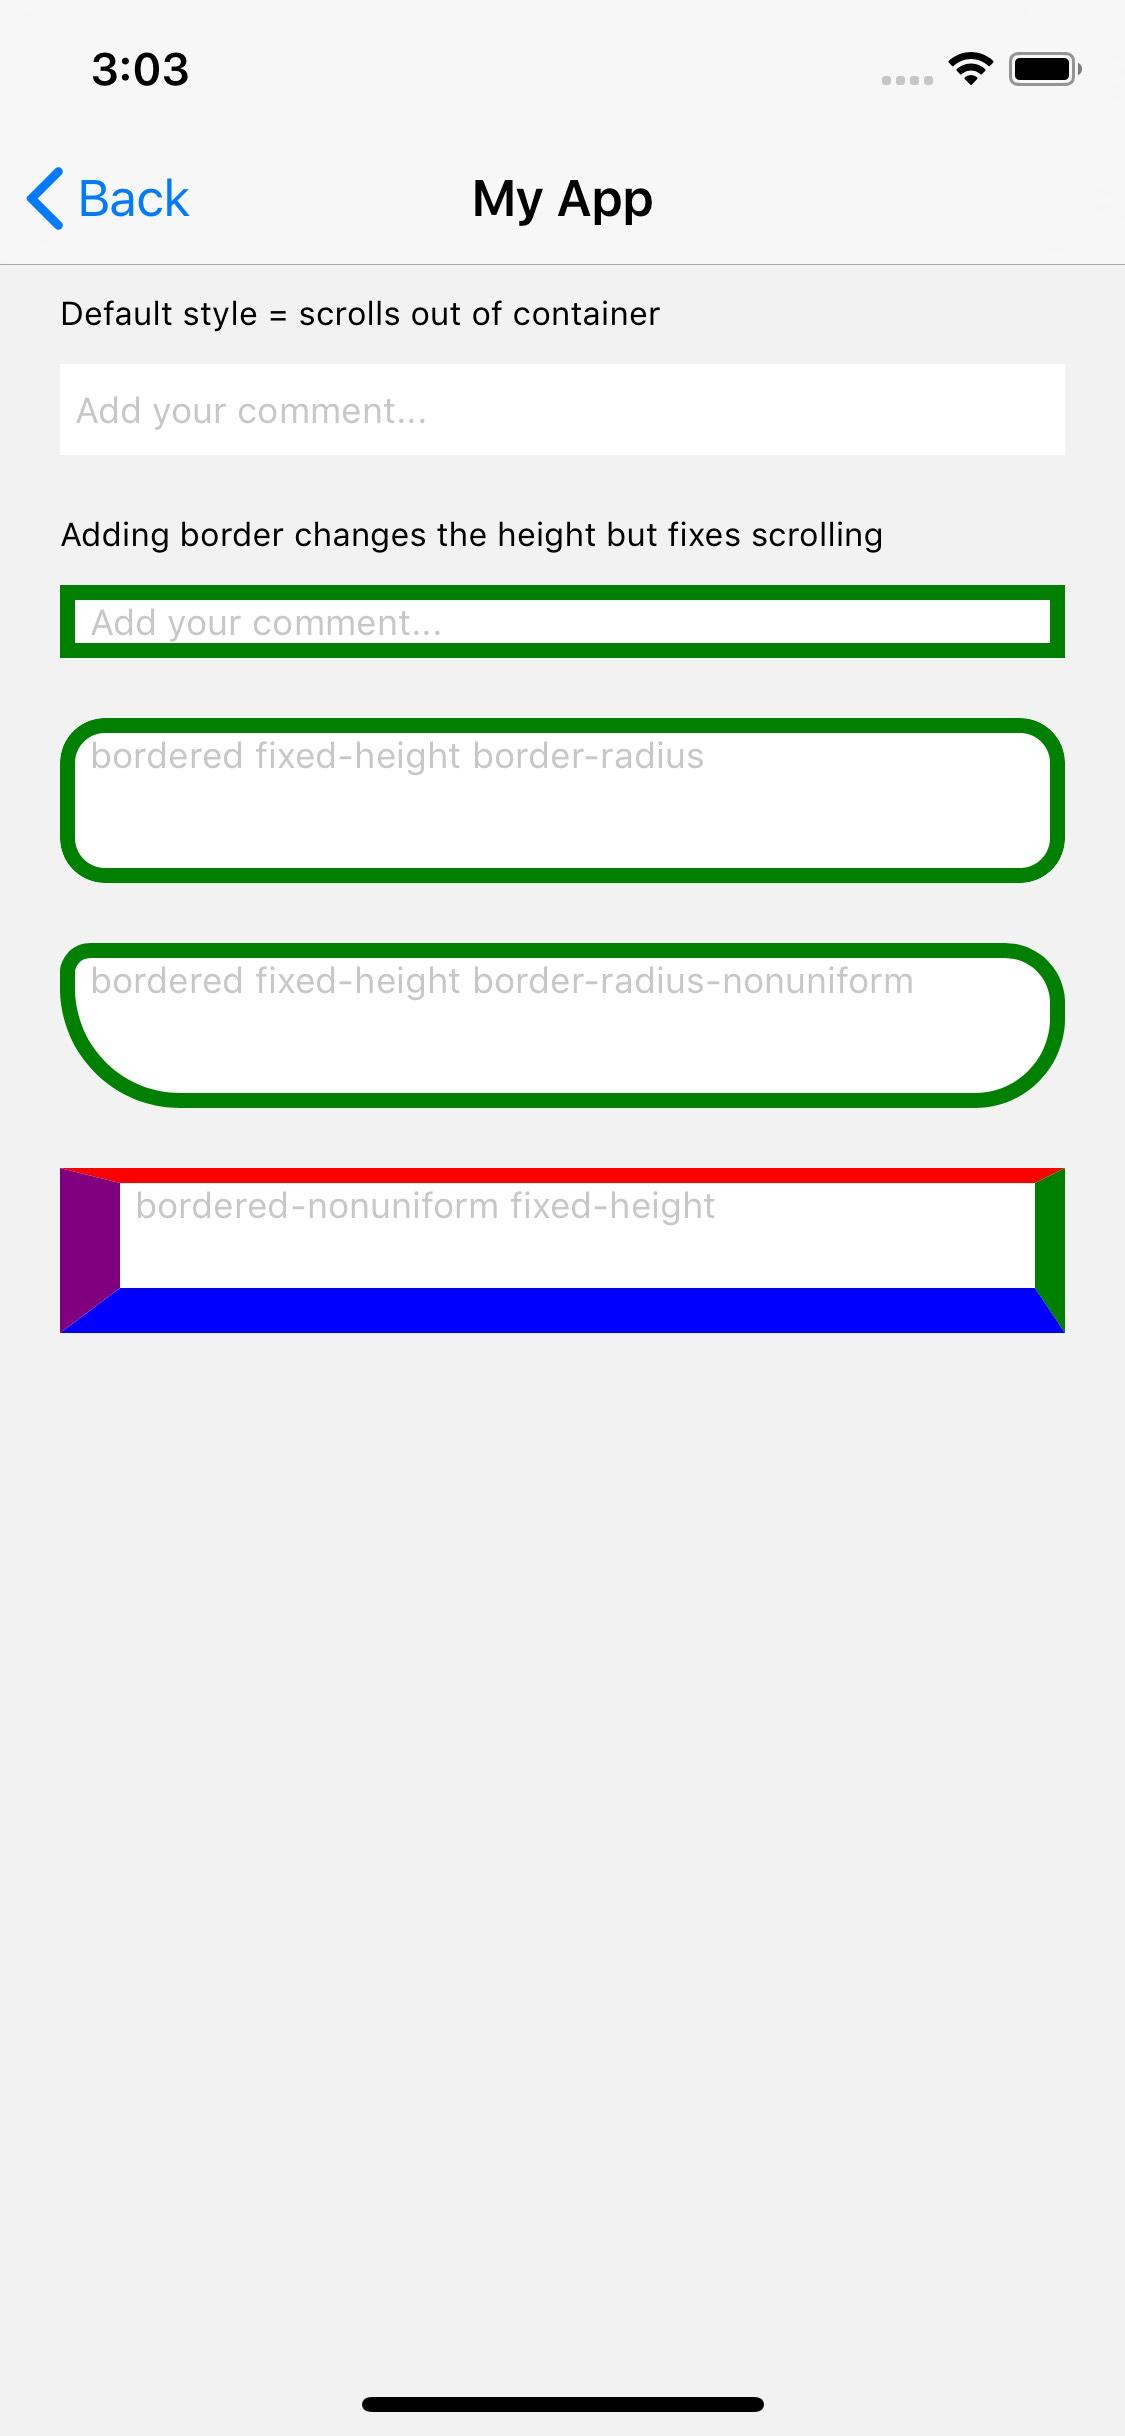 3:03
Back
My App
Default style = scrolls out of container
Add your comment...
Adding border changes the height but fixes scrolling
Add your comment...
bordered fixed-height border-radius
bordered fixed-height border-radius-nonuniform
bordered-nonuniform fixed-height